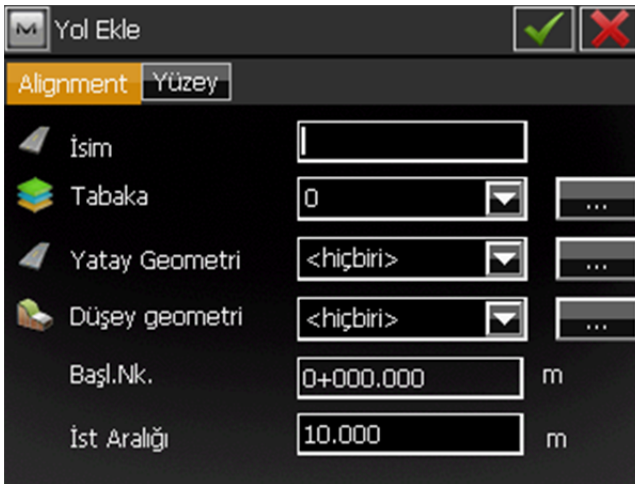 Yol Ekle
Alignment Yüzey
İsim
Tabaka 0 ...
Yatay Geometri <hiçbiri> ...
Düşey geometri <hiçbiri> ...
Başl.Nk. 0+000.000 m
İst Aralığı 10.000 m